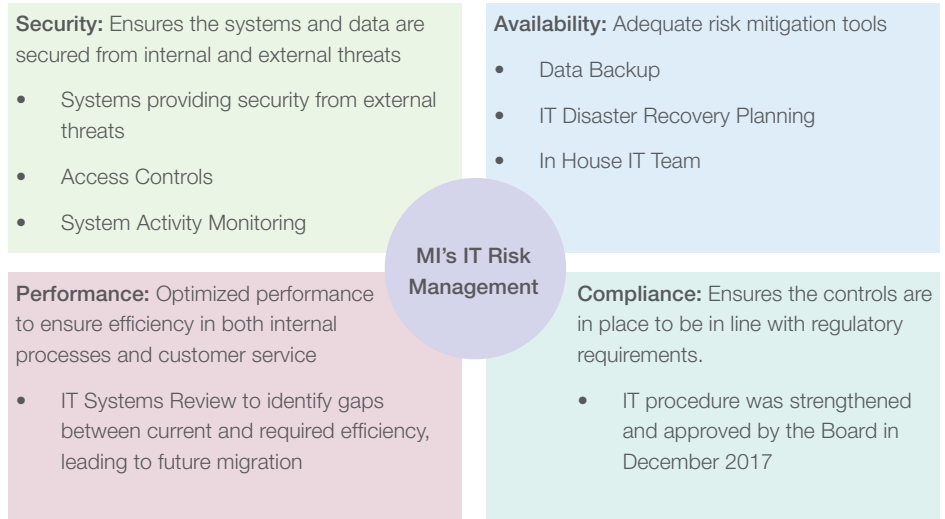 Security: Ensures the systems and data are
secured from internal and external threats
• Systems providing security from external
threats
• Access Controls
• System Activity Monitoring
Availability: Adequate risk mitigation tools
• Data Backup
• IT Disaster Recovery Planning
• In House IT Team
MI’s IT Risk
Management
Performance: Optimized performance
to ensure efficiency in both internal
processes and customer service
• IT Systems Review to identify gaps
between current and required efficiency,
leading to future migration
Compliance: Ensures the controls are
in place to be in line with regulatory
requirements.
• IT procedure was strengthened
and approved by the Board in
December 2017